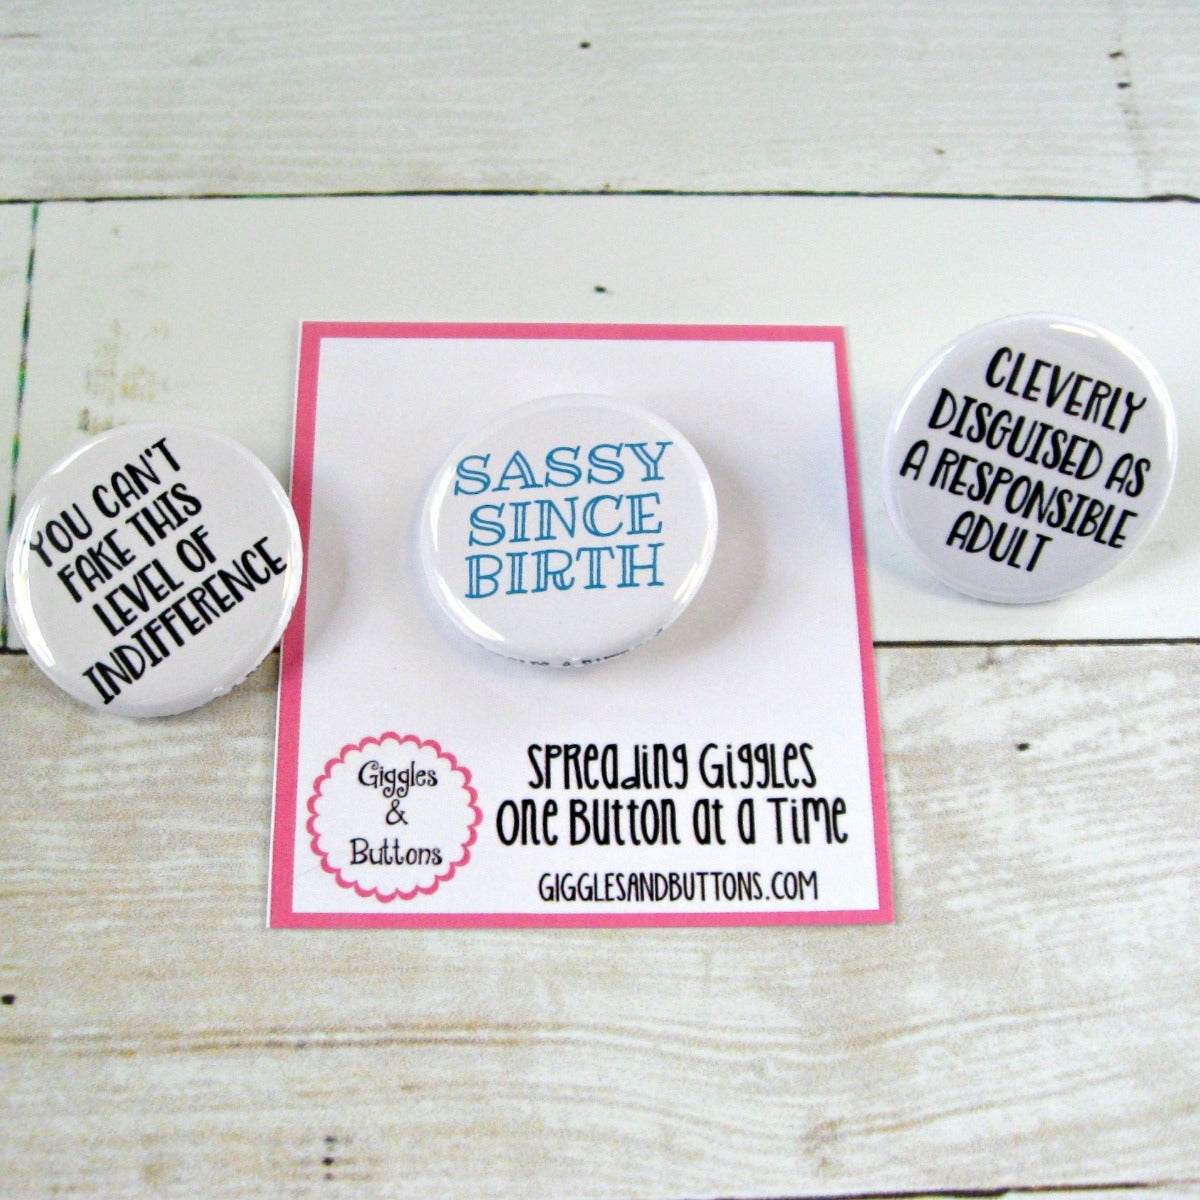 YOU CAN'T
FAKE THIS
LEVEL OF
INDIFFERENCE
SASSY
SINCE
BIRTH
CLEVERLY
DISGUISED AS
A RESPONSIBLE
ADULT
Giggles
&
Buttons
Spreading Giggles
One Button at a Time
GIGGLESANDBUTTONS.COM